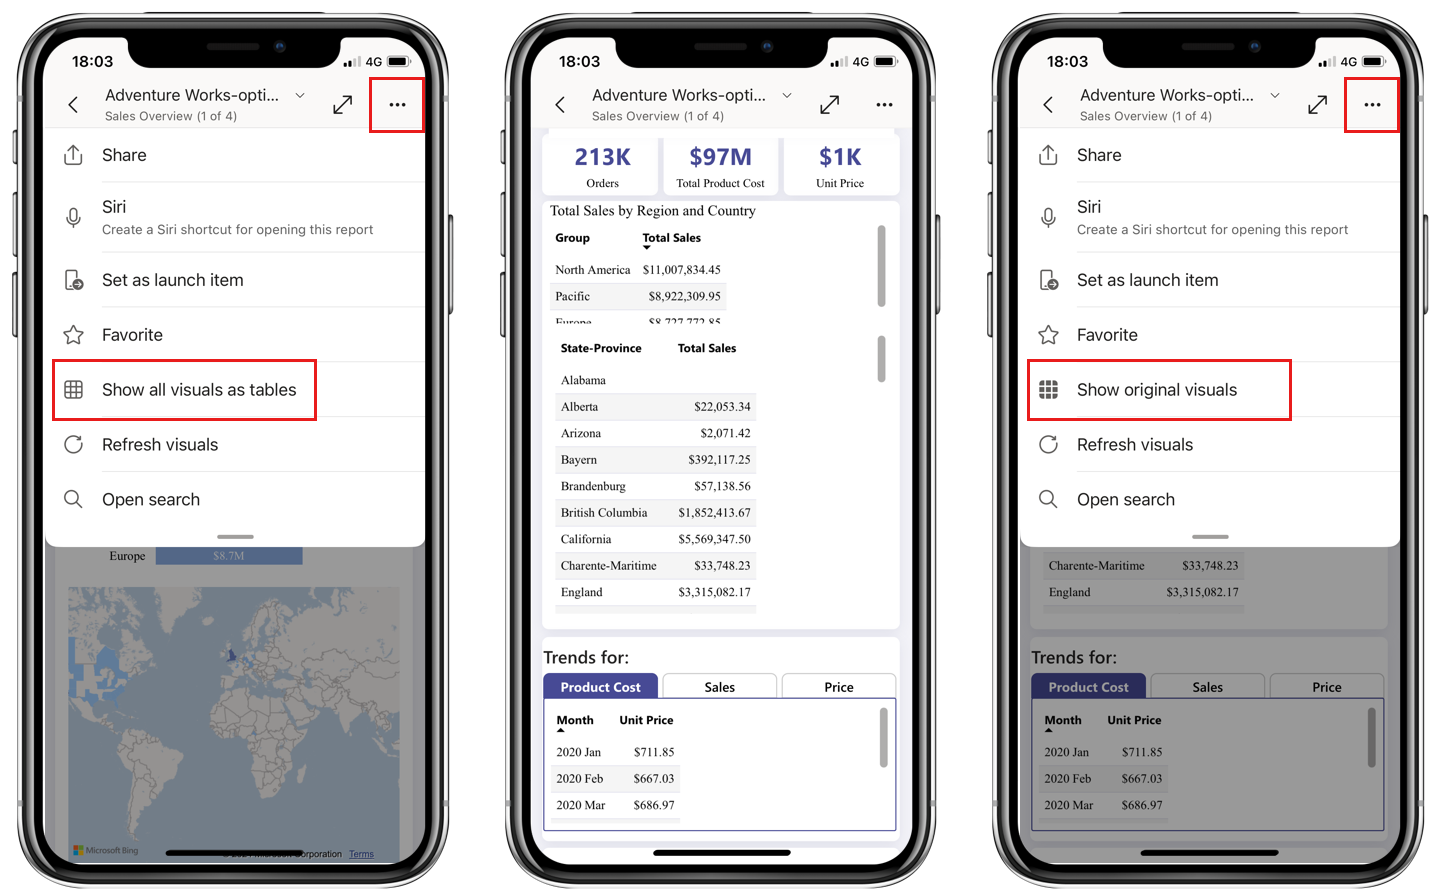 18:03
4G
Adventure Works-opti...
Sales Overview (1 of 4)
Share
Siri
Create a Siri shortcut for opening this report
Set as launch item
Favorite
Show all visuals as tables
Refresh visuals
Open search
Europe $8.7M
Microsoft Bing
Corporation Terms
18:03
4G
Adventure Works-opti...
Sales Overview (1 of 4)
213K $97M $1K
Orders Total Product Cost Unit Price
Total Sales by Region and Country
Group Total Sales
North America $11,007,834.45
Pacific $8,922,309.95
Europe $8,727,772.85
State-Province Total Sales
Alabama
Alberta $22,053.34
Arizona $2,071.42
Bayern $392,117.25
Brandenburg $57,138.56
British Columbia $1,852,413.67
California $5,569,347.50
Charente-Maritime $33,748.23
England $3,315,082.17
Trends for:
Product Cost Sales Price
Month Unit Price
2020 Jan $711.85
2020 Feb $667.03
2020 Mar $686.97
18:03
4G
Adventure Works-opti...
Sales Overview (1 of 4)
Share
Siri
Create a Siri shortcut for opening this report
Set as launch item
Favorite
Show original visuals
Refresh visuals
Open search
Charente-Maritime $33,748.23
England $3,315,082.17
Trends for:
Product Cost Sales Price
Month Unit Price
2020 Jan $711.85
2020 Feb $667.03
2020 Mar $686.97